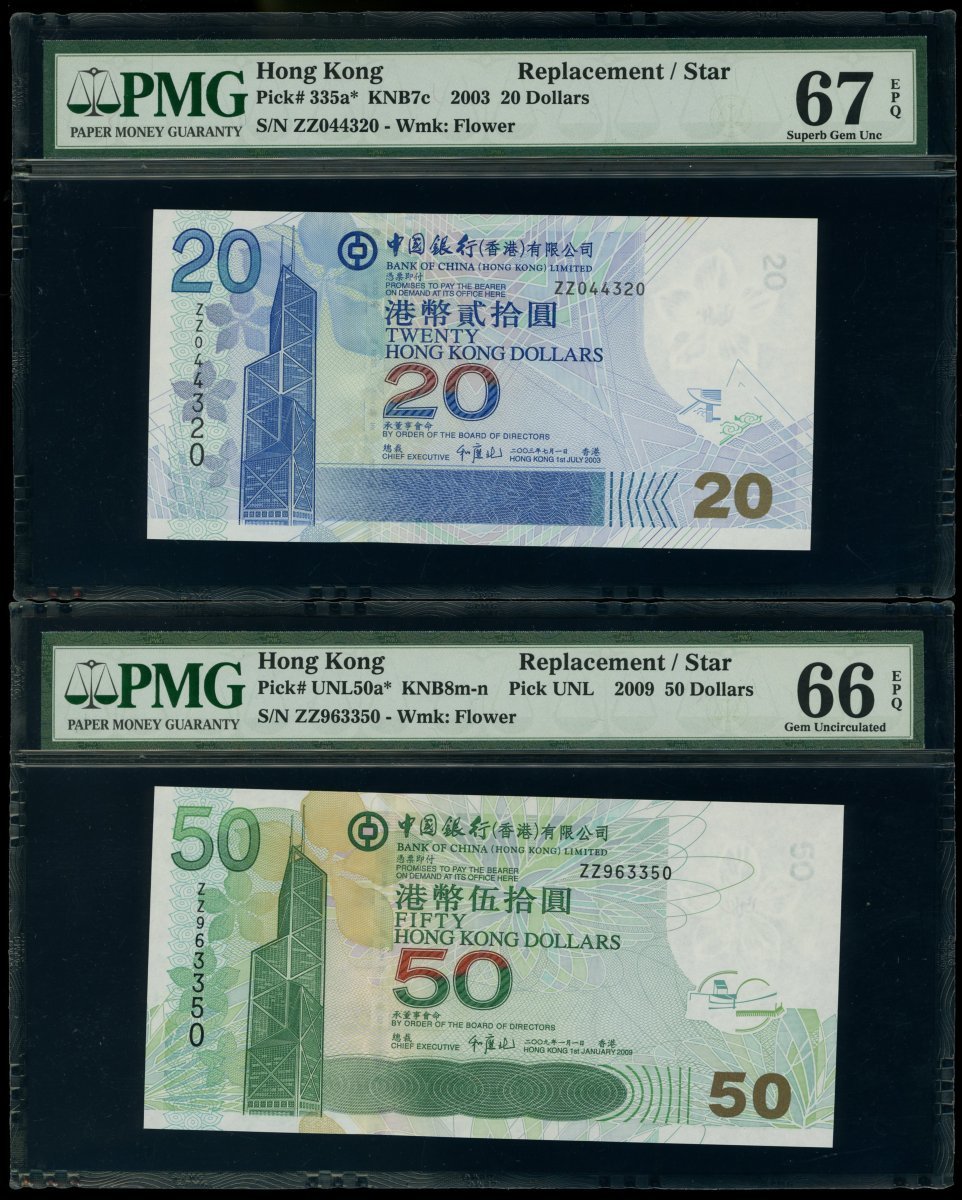 PMG
PAPER MONEY GUARANTY
Hong Kong Replacement / Star
Pick# 335a* KNB7c 2003 20 Dollars
S/N ZZ044320 - Wmk: Flower
67 EPQ
Superb Gem Unc
20
中國銀行(香港)有限公司
BANK OF CHINA (HONG KONG) LIMITED
憑票即付
PROMISES TO PAY THE BEARER
ON DEMAND AT ITS OFFICE HERE
ZZ044320
港幣貳拾圓
TWENTY
HONG KONG DOLLARS
20
承董事會命
BY ORDER OF THE BOARD OF DIRECTORS
總裁
CHIEF EXECUTIVE
二〇〇三年七月一日 香港
HONG KONG 1st JULY 2003
ZZ044320
20
20
PMG
PAPER MONEY GUARANTY
Hong Kong Replacement / Star
Pick# UNL50a* KNB8m-n Pick UNL 2009 50 Dollars
S/N ZZ963350 - Wmk: Flower
66 EPQ
Gem Uncirculated
50
中國銀行(香港)有限公司
BANK OF CHINA (HONG KONG) LIMITED
憑票即付
PROMISES TO PAY THE BEARER
ON DEMAND AT ITS OFFICE HERE
ZZ963350
港幣伍拾圓
FIFTY
HONG KONG DOLLARS
50
承董事會命
BY ORDER OF THE BOARD OF DIRECTORS
總裁
CHIEF EXECUTIVE
二〇〇九年一月一日 香港
HONG KONG 1st JANUARY 2009
ZZ963350
50
50